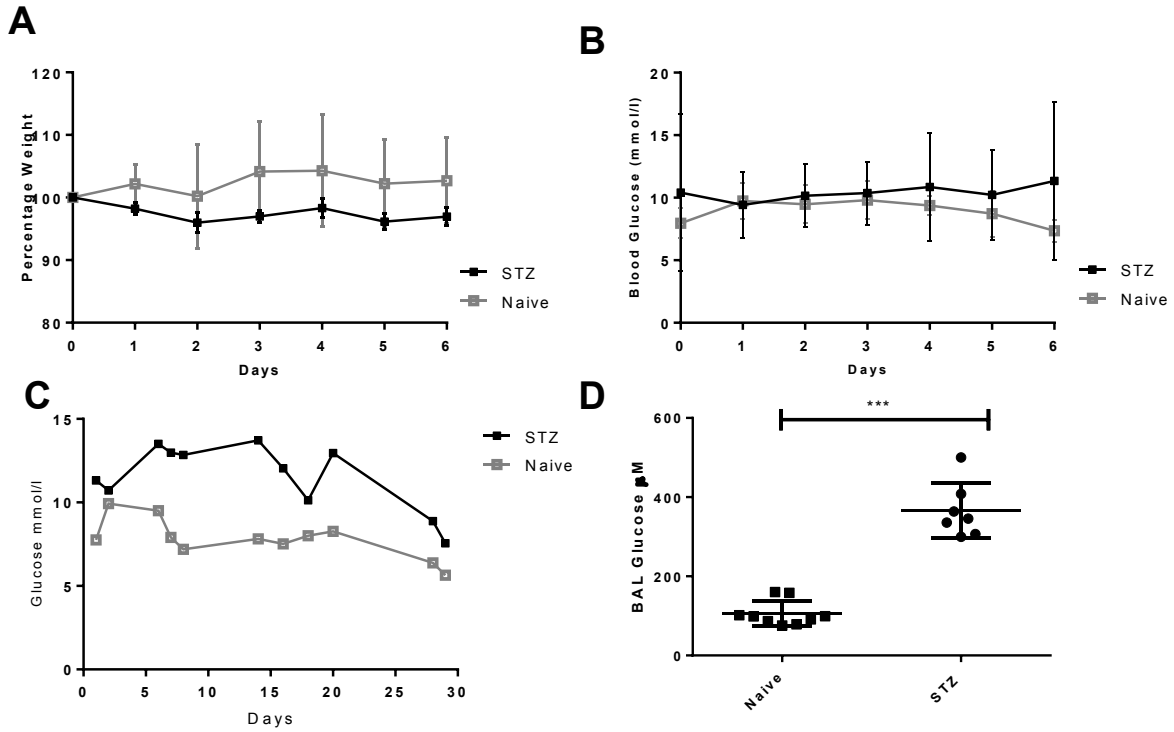 A
120
110
100
90
80
Percentage Weight
0 1 2 3 4 5 6
Days
STZ
Naive
B
20
15
10
5
0
Blood Glucose (mmol/l)
0 1 2 3 4 5 6
Days
STZ
Naive
C
15
10
5
0
Glucose mmol/l
0 5 10 15 20 25 30
Days
STZ
Naive
D
***
600
400
200
0
BAL Glucose μM
Naive
STZ